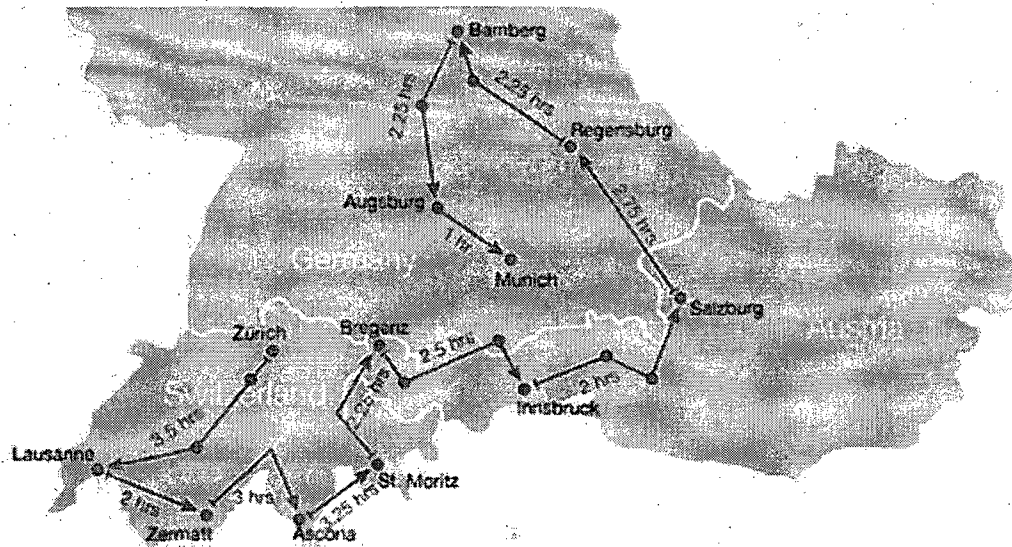 Bamberg
2.25 hrs
2.25 hrs
Regensburg
2.75 hrs
Augsburg
1 hr
Germany
Munich
Salzburg
Austria
Zürich
Bregenz
2.5 hrs
Switzerland
2.25 hrs
2 hrs
Innsbruck
3.5 hrs
Lausanne
St. Moritz
2 hrs
3 hrs
3.25 hrs
Zermatt
Ascona